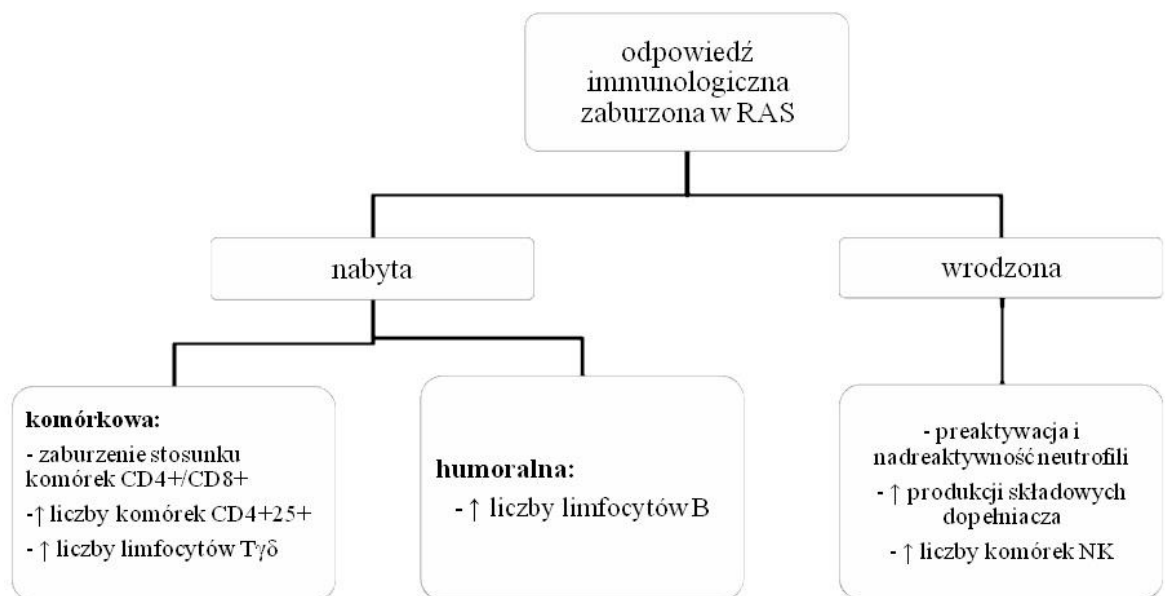 odpowiedź
immunologiczna
zaburzona w RAS
nabyta
wrodzona
komórkowa:
- zaburzenie stosunku
komórek CD4+/CD8+
-↑ liczby komórek CD4+25+
- ↑ liczby limfocytów Tγδ
humoralna:
- ↑ liczby limfocytów B
- preaktywacja i
nadreaktywność neutrofili
- ↑ produkcji składowych
dopełniacza
- ↑ liczby komórek NK